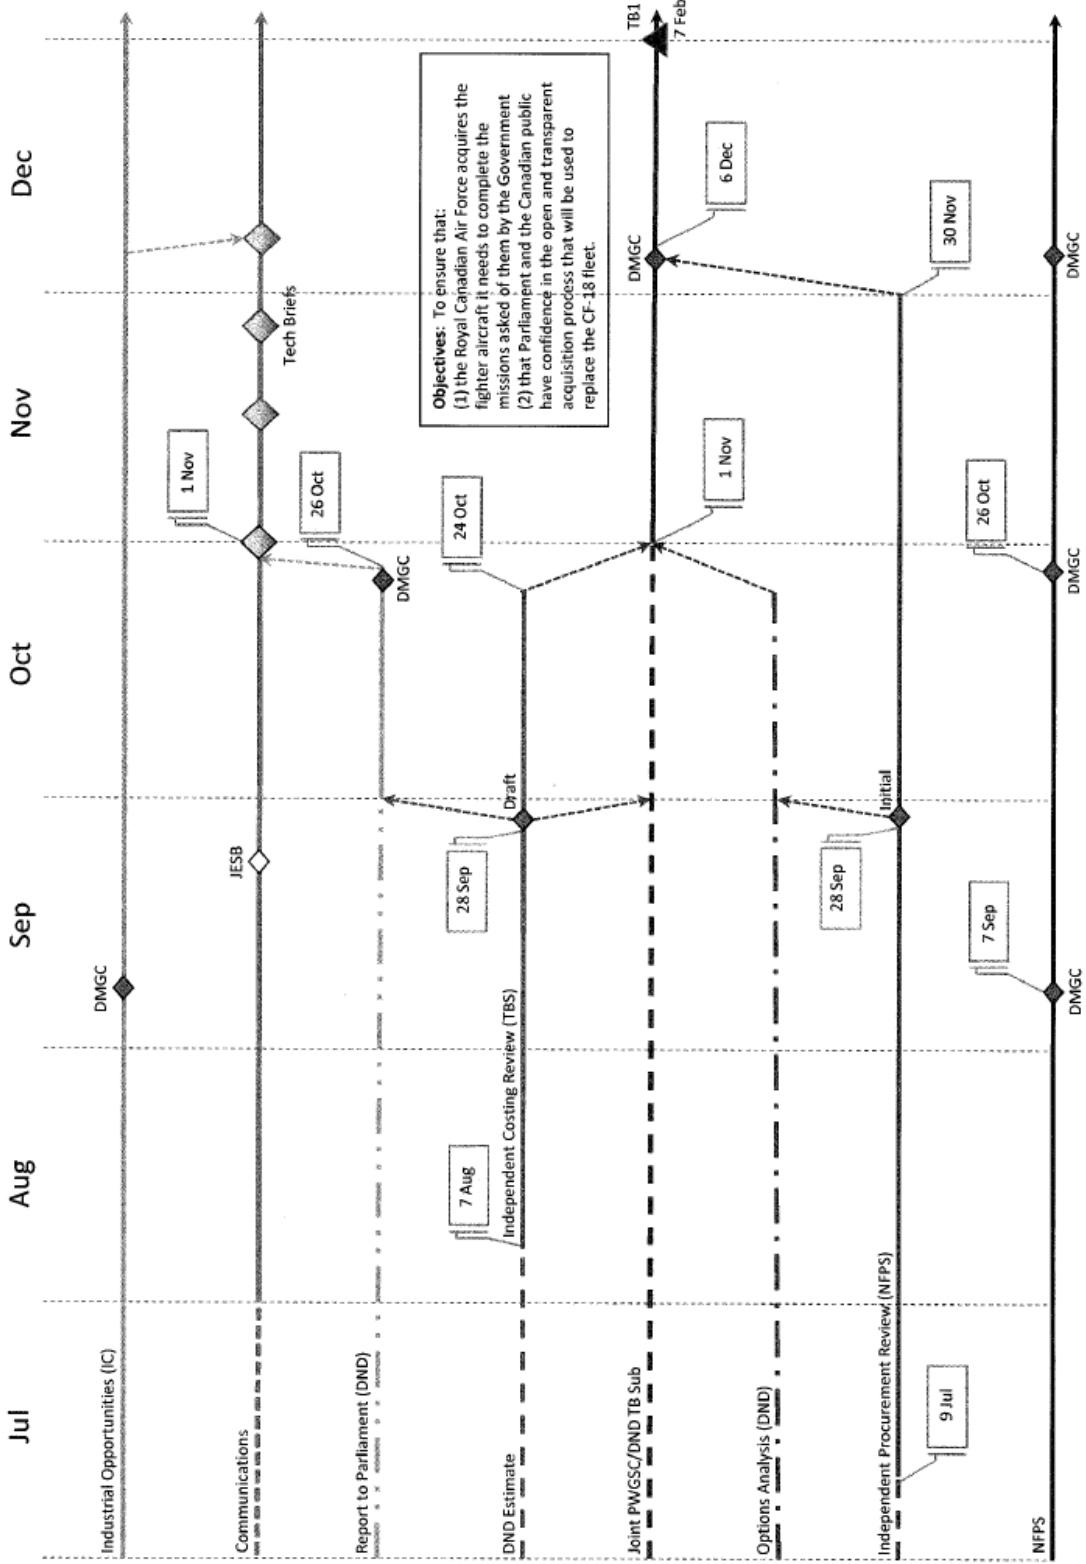 Jul
Aug
Sep
Oct
Nov
Dec
Industrial Opportunities (IC)
DMGC
Communications
JESB
1 Nov
Tech Briefs
Report to Parliament (DND)
26 Oct
DMGC
DND Estimate
7 Aug
Independent Costing Review (TBS)
28 Sep
Draft
24 Oct
Objectives: To ensure that:
(1) the Royal Canadian Air Force acquires the
fighter aircraft it needs to complete the
missions asked of them by the Government
(2) that Parliament and the Canadian public
have confidence in the open and transparent
acquisition process that will be used to
replace the CF-18 fleet.
Joint PWGSC/DND TB Sub
1 Nov
DMGC
6 Dec
TB1
7 Feb
Options Analysis (DND)
Independent Procurement Review (NFPS)
9 Jul
28 Sep
Initial
30 Nov
NFPS
7 Sep
DMGC
26 Oct
DMGC
DMGC